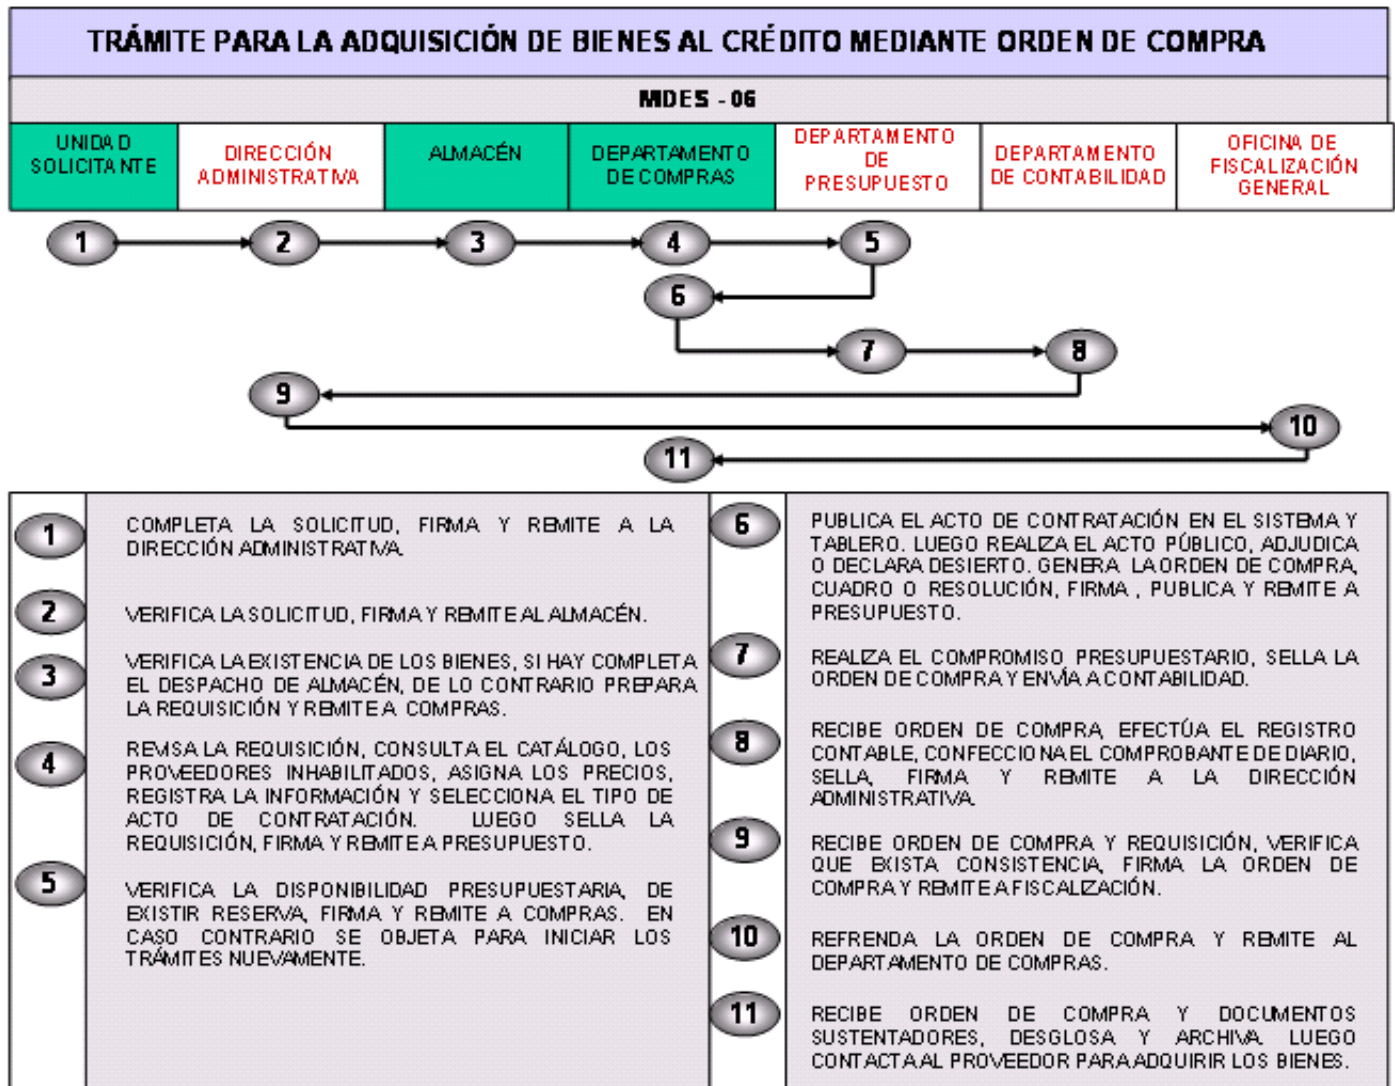 TRÁMITE PARA LA ADQUISICIÓN DE BIENES AL CRÉDITO MEDIANTE ORDEN DE COMPRA
MDES - 06
UNIDAD
SOLICITANTE
DIRECCIÓN
ADMINISTRATIVA
ALMACÉN
DEPARTAMENTO
DE COMPRAS
DEPARTAMENTO
DE
PRESUPUESTO
DEPARTAMENTO
DE CONTABILIDAD
OFICINA DE
FISCALIZACIÓN
GENERAL
1
2
3
4
5
6
7
8
9
10
11
1
COMPLETA LA SOLICITUD, FIRMA Y REMITE A LA
DIRECCIÓN ADMINISTRATIVA.
2
VERIFICA LA SOLICITUD, FIRMA Y REMITE AL ALMACÉN.
3
VERIFICA LA EXISTENCIA DE LOS BIENES, SI HAY COMPLETA
EL DESPACHO DE ALMACÉN, DE LO CONTRARIO PREPARA
LA REQUISICIÓN Y REMITE A COMPRAS.
4
REVISA LA REQUISICIÓN, CONSULTA EL CATÁLOGO, LOS
PROVEEDORES INHABILITADOS, ASIGNA LOS PRECIOS,
REGISTRA LA INFORMACIÓN Y SELECCIONA EL TIPO DE
ACTO DE CONTRATACIÓN. LUEGO SELLA LA
REQUISICIÓN, FIRMA Y REMITE A PRESUPUESTO.
5
VERIFICA LA DISPONIBILIDAD PRESUPUESTARIA, DE
EXISTIR RESERVA, FIRMA Y REMITE A COMPRAS. EN
CASO CONTRARIO SE OBJETA PARA INICIAR LOS
TRÁMITES NUEVAMENTE.
6
PUBLICA EL ACTO DE CONTRATACIÓN EN EL SISTEMA Y
TABLERO. LUEGO REALIZA EL ACTO PÚBLICO, ADJUDICA
O DECLARA DESIERTO. GENERA LA ORDEN DE COMPRA,
CUADRO O RESOLUCIÓN, FIRMA , PUBLICA Y REMITE A
PRESUPUESTO.
7
REALIZA EL COMPROMISO PRESUPUESTARIO, SELLA LA
ORDEN DE COMPRA Y ENVÍA A CONTABILIDAD.
8
RECIBE ORDEN DE COMPRA, EFECTÚA EL REGISTRO
CONTABLE, CONFECCIONA EL COMPROBANTE DE DIARIO,
SELLA, FIRMA Y REMITE A LA DIRECCIÓN
ADMINISTRATIVA.
9
RECIBE ORDEN DE COMPRA Y REQUISICIÓN, VERIFICA
QUE EXISTA CONSISTENCIA, FIRMA LA ORDEN DE
COMPRA Y REMITE A FISCALIZACIÓN.
10
REFRENDA LA ORDEN DE COMPRA Y REMITE AL
DEPARTAMENTO DE COMPRAS.
11
RECIBE ORDEN DE COMPRA Y DOCUMENTOS
SUSTENTADORES, DESGLOSA Y ARCHIVA. LUEGO
CONTACTA AL PROVEEDOR PARA ADQUIRIR LOS BIENES.